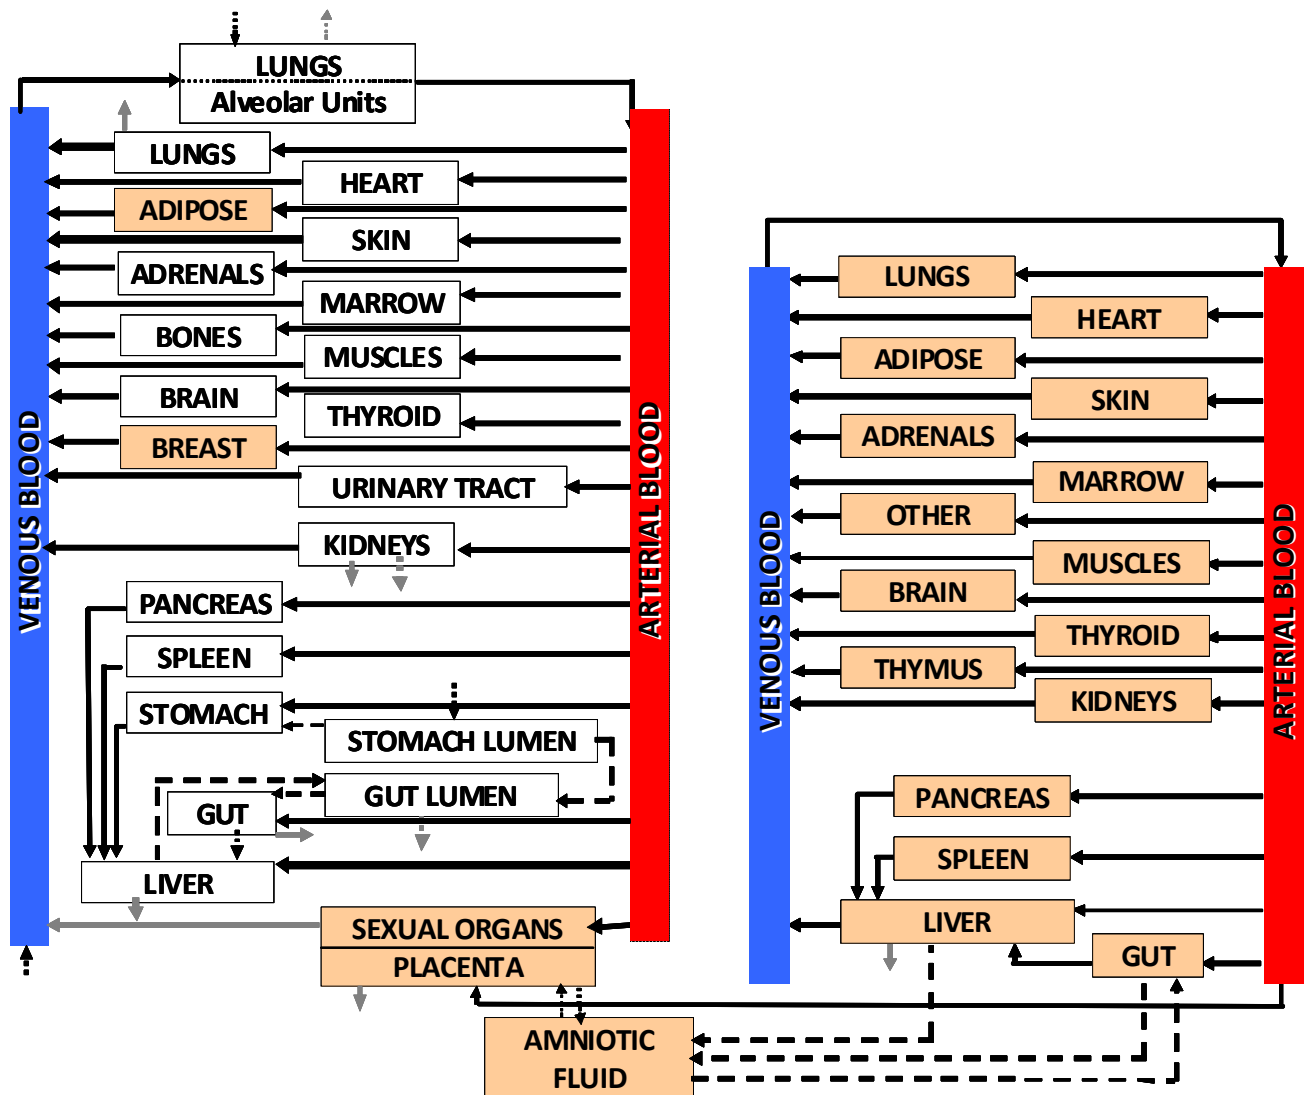 LUNGS
Alveolar Units
LUNGS
HEART
ADIPOSE
SKIN
ADRENALS
MARROW
BONES
MUSCLES
BRAIN
THYROID
BREAST
URINARY TRACT
KIDNEYS
PANCREAS
SPLEEN
STOMACH
STOMACH LUMEN
GUT LUMEN
GUT
LIVER
SEXUAL ORGANS
PLACENTA
AMNIOTIC
FLUID
VENOUS BLOOD
ARTERIAL BLOOD
LUNGS
HEART
ADIPOSE
SKIN
ADRENALS
MARROW
OTHER
MUSCLES
BRAIN
THYROID
THYMUS
KIDNEYS
PANCREAS
SPLEEN
LIVER
GUT
VENOUS BLOOD
ARTERIAL BLOOD